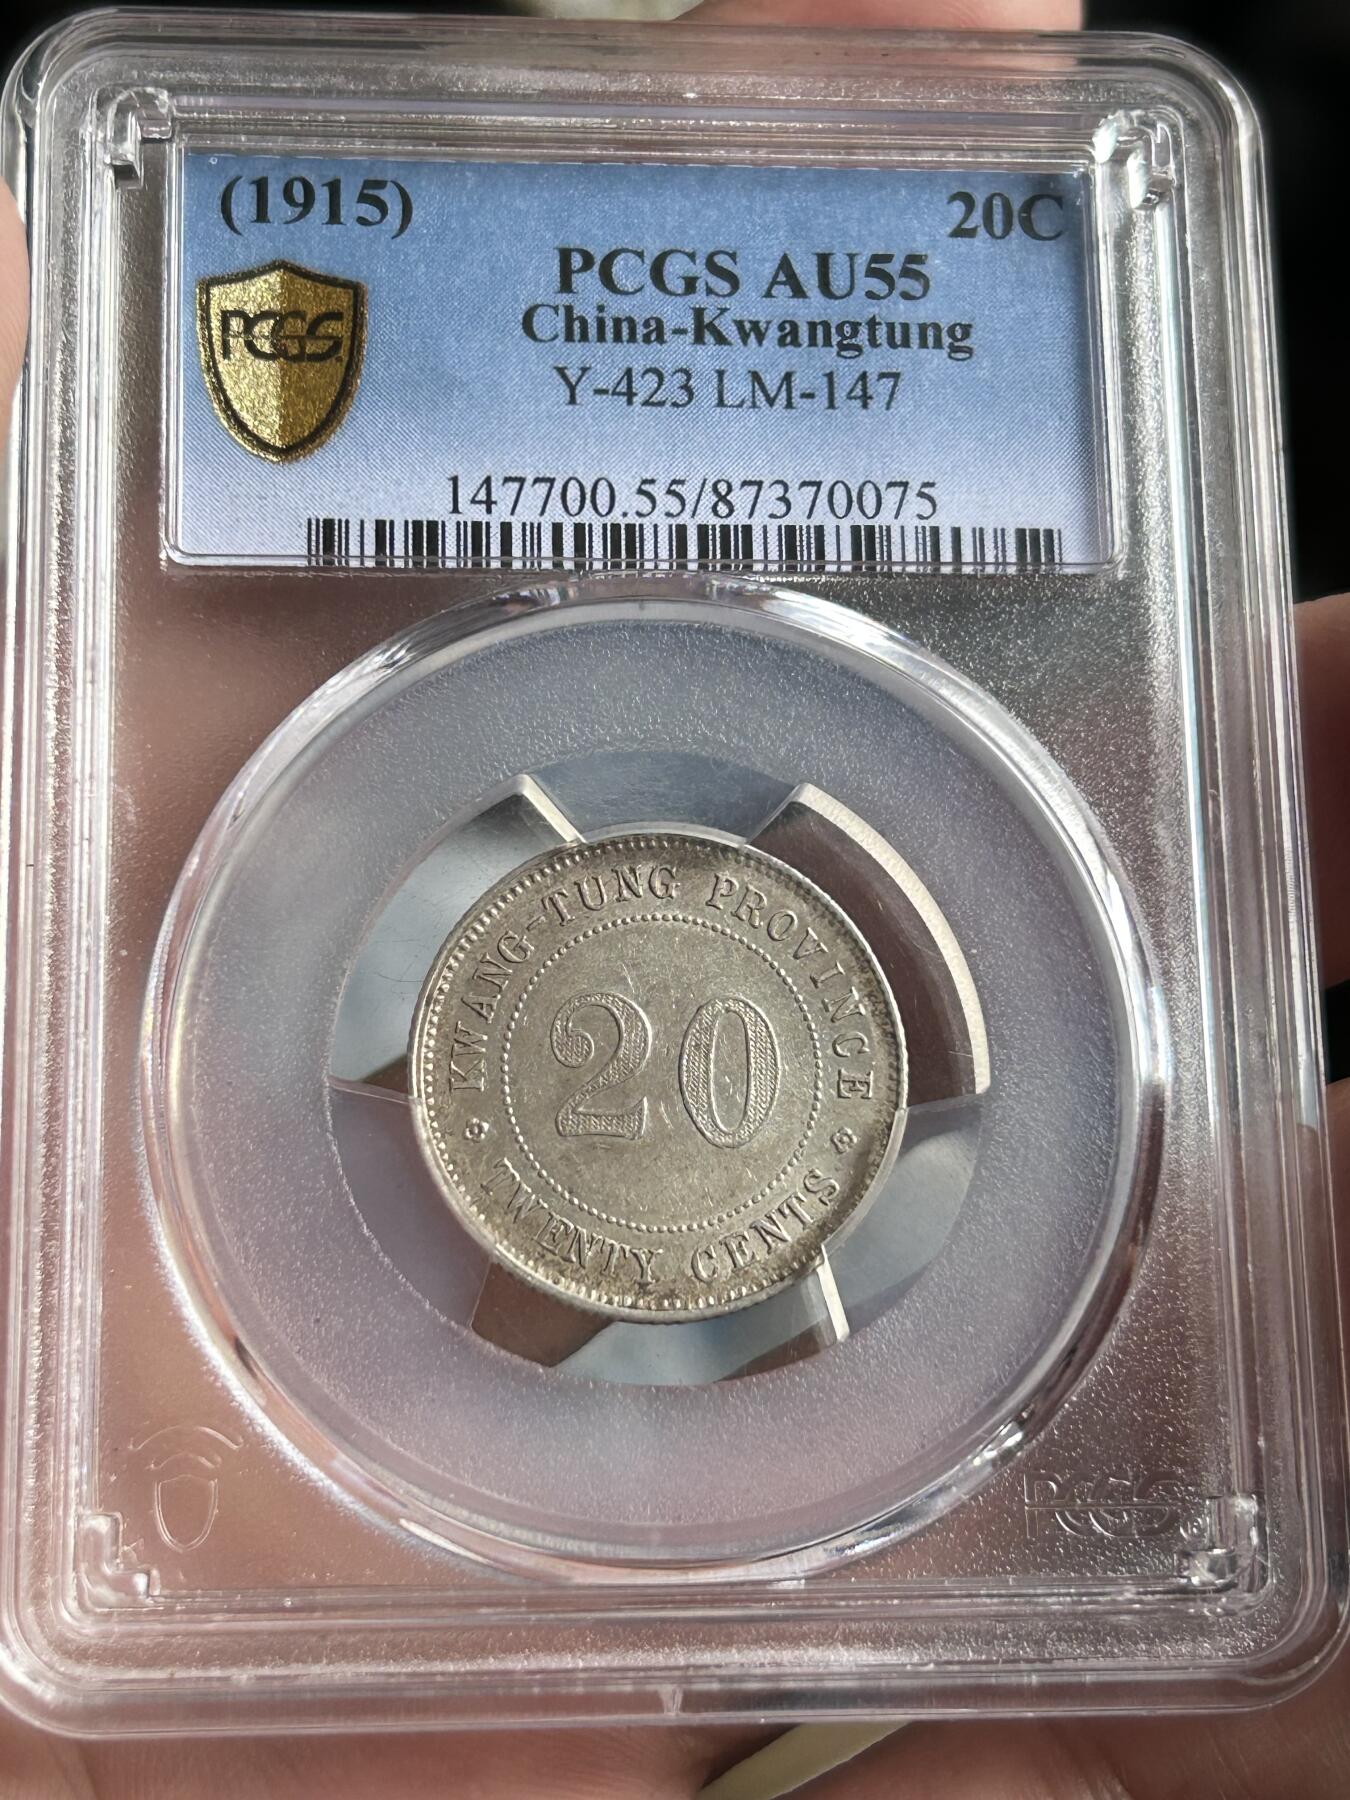 (1915) 20C
PCGS AU55
China-Kwangtung
PCGS
Y-423 LM-147
147700.55/87370075
KWANG-TUNG PROVINCE
20
TWENTY CENTS
PCGS